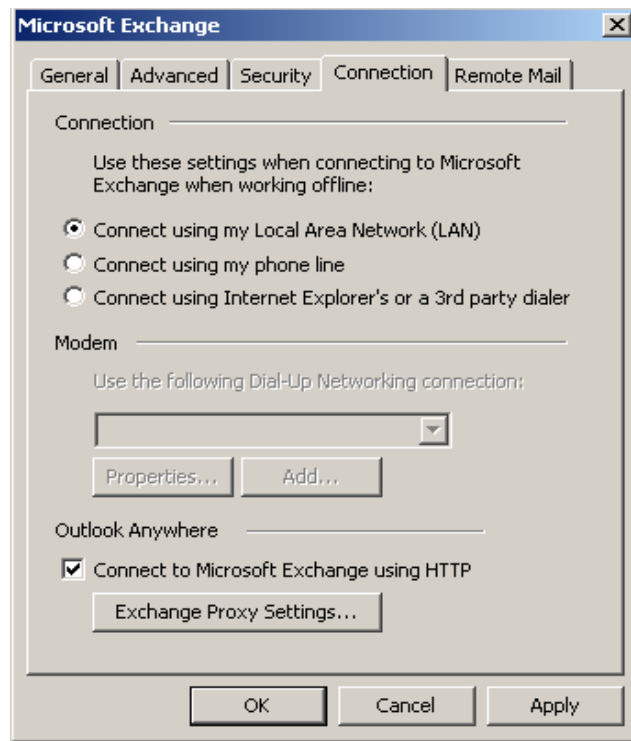 Microsoft Exchange
General Advanced Security Connection Remote Mail
Connection
Use these settings when connecting to Microsoft
Exchange when working offline:
Connect using my Local Area Network (LAN)
Connect using my phone line
Connect using Internet Explorer's or a 3rd party dialer
Modem
Use the following Dial-Up Networking connection:
Properties... Add...
Outlook Anywhere
Connect to Microsoft Exchange using HTTP
Exchange Proxy Settings...
OK Cancel Apply